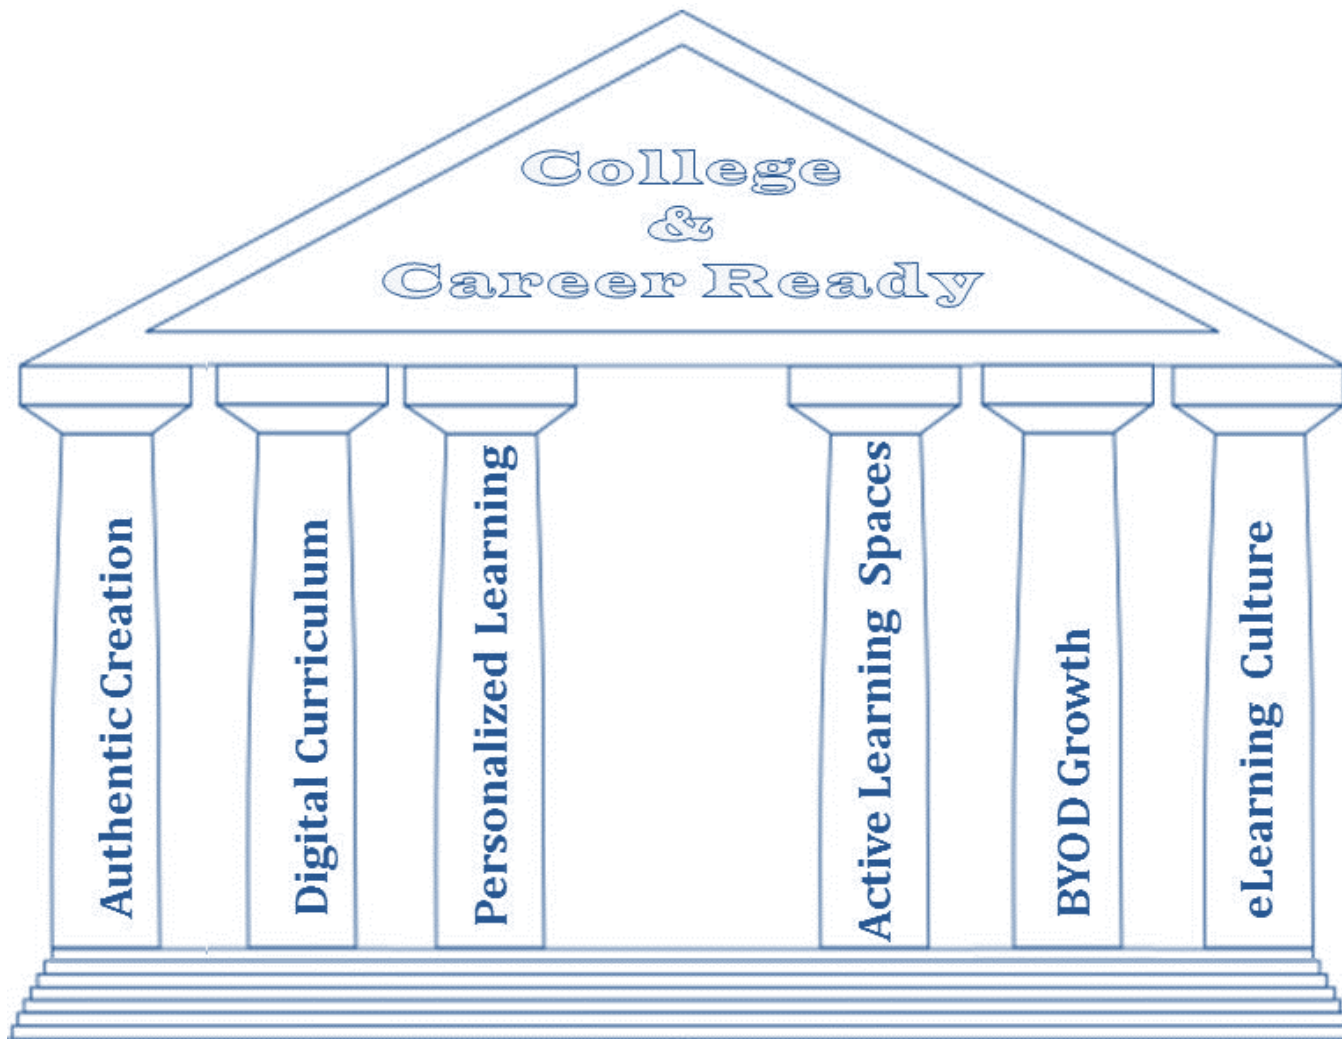 College
&
Career Ready
Authentic Creation
Digital Curriculum
Personalized Learning
Active Learning Spaces
BYOD Growth
eLearning Culture